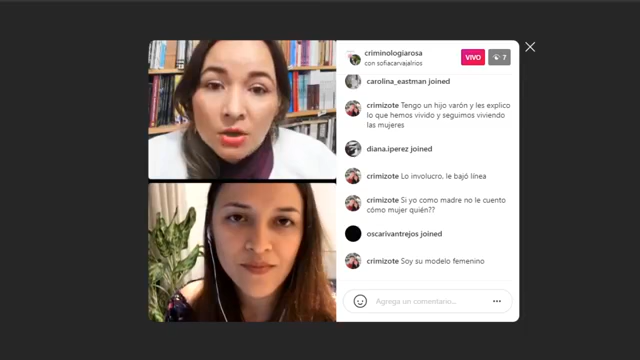 criminologiarosa
con sofiacarvajalrios
VIVO
7
carolina_eastman joined
crimizote Tengo un hijo varón y les explico
lo que hemos vivido y seguimos viviendo
las mujeres
diana.iperez joined
crimizote Lo involucro, le bajó línea
crimizote Si yo como madre no le cuento
cómo mujer quién??
oscarivantrejos joined
crimizote Soy su modelo femenino
Agrega un comentario...